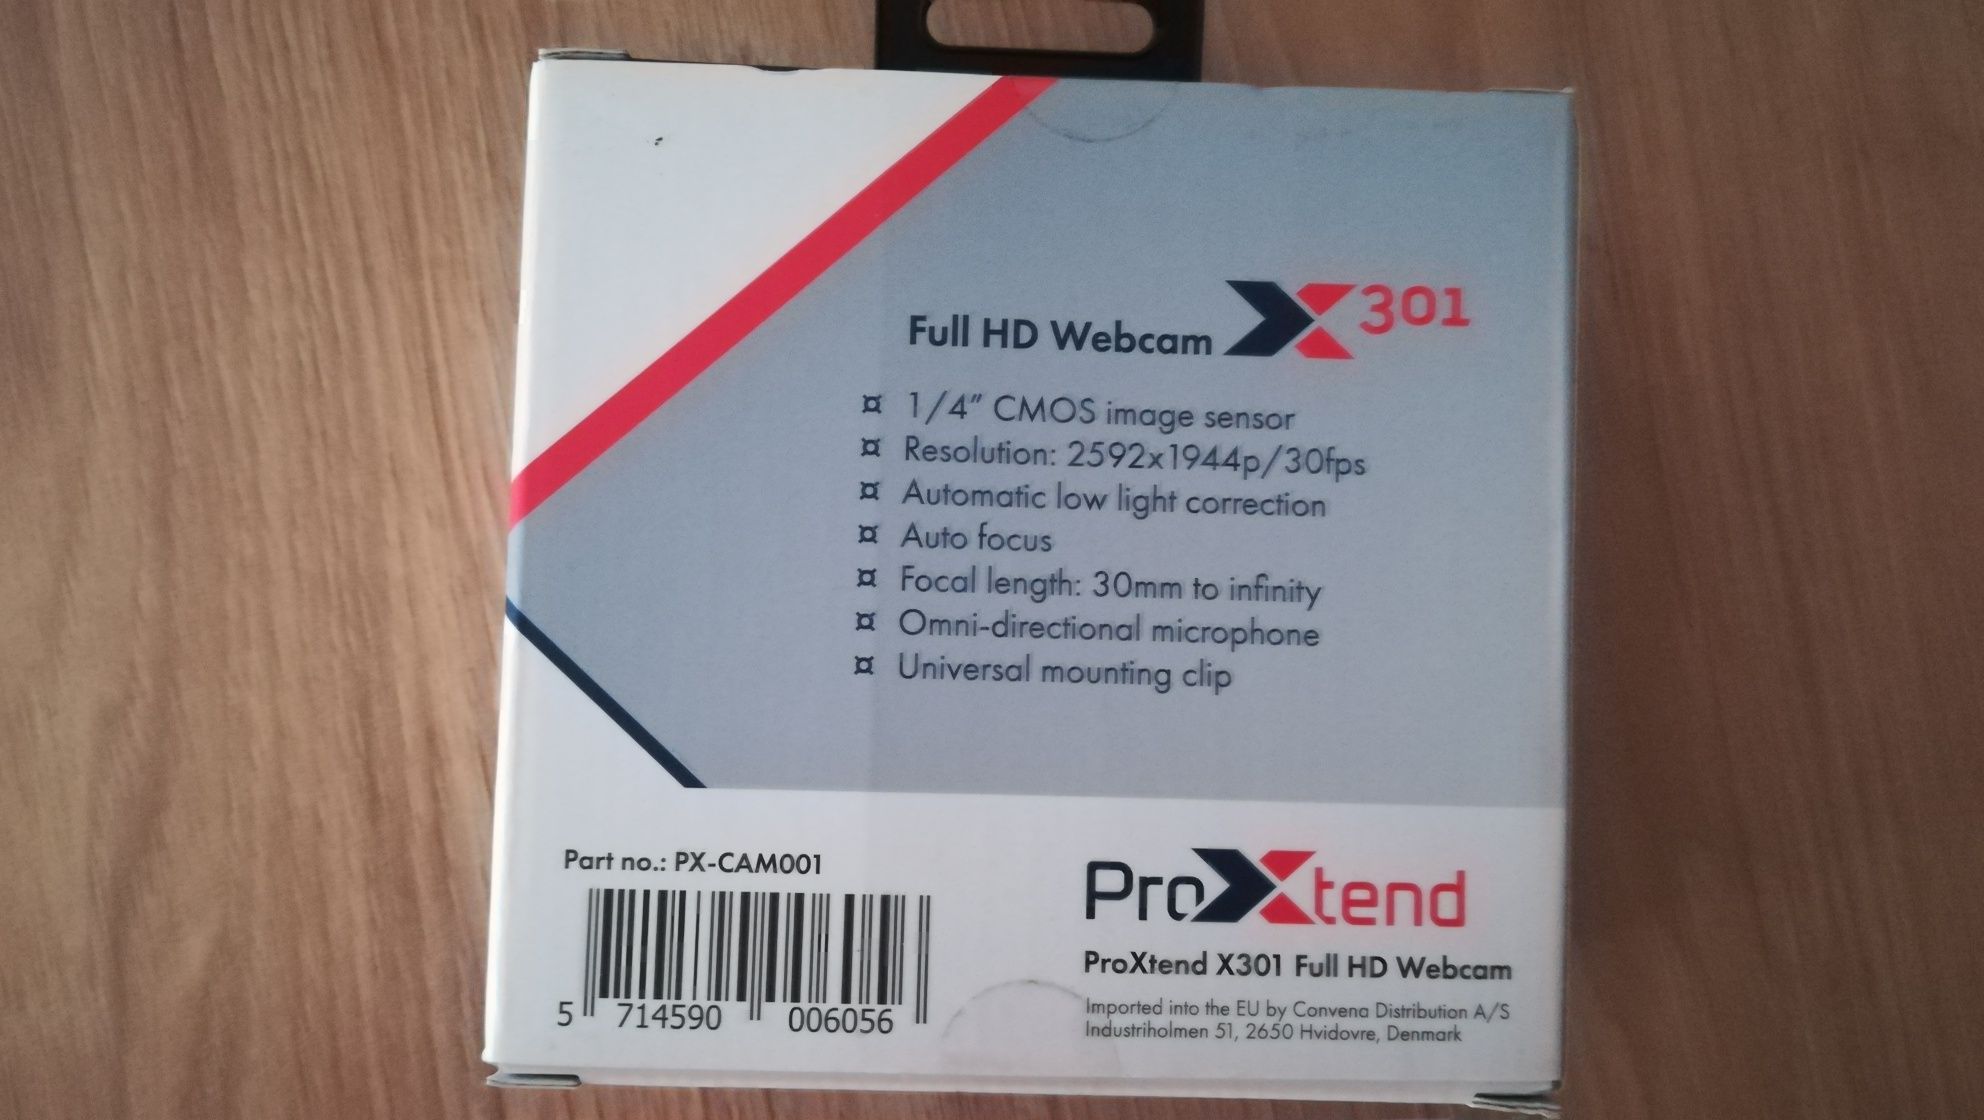 Full HD Webcam X301
¤ 1/4" CMOS image sensor
¤ Resolution: 2592x1944p/30fps
¤ Automatic low light correction
¤ Auto focus
¤ Focal length: 30mm to infinity
¤ Omni-directional microphone
¤ Universal mounting clip
Part no.: PX-CAM001
5 714590 006056
ProXtend
ProXtend X301 Full HD Webcam
Imported into the EU by Convena Distribution A/S
Industriholmen 51, 2650 Hvidovre, Denmark